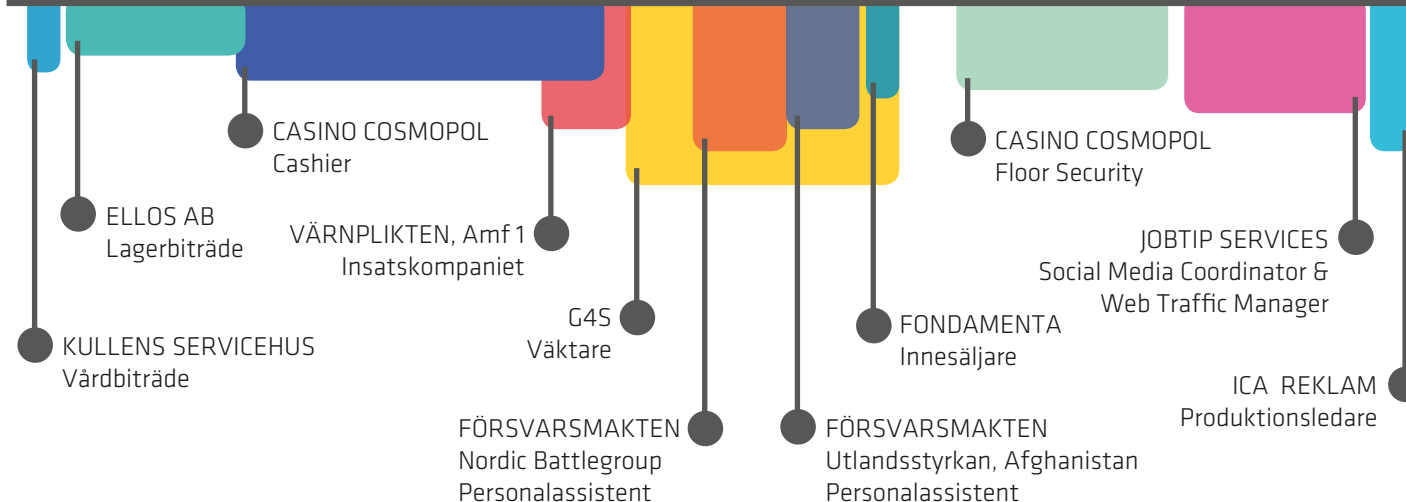 CASINO COSMOPOL
Cashier
CASINO COSMOPOL
Floor Security
ELLOS AB
Lagerbiträde
VÄRNPLIKTEN, Amf 1
Insatskompaniet
JOBTIP SERVICES
Social Media Coordinator &
Web Traffic Manager
G4S
Väktare
FONDAMENTA
Innesäljare
KULLENS SERVICEHUS
Vårdbiträde
ICA REKLAM
Produktionsledare
FÖRSVARSMAKTEN
Nordic Battlegroup
Personalassistent
FÖRSVARSMAKTEN
Utlandsstyrkan, Afghanistan
Personalassistent